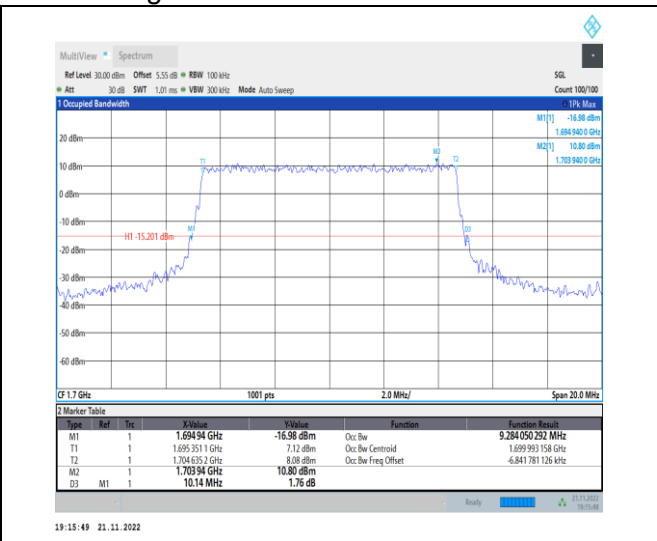 MultiView Spectrum
Ref Level 30.00 dBm Offset 5.55 dB RBW 100 kHz SGL
Att 30 dB SWT 1.01 ms VBW 300 kHz Mode Auto Sweep Count 100/100
1 Occupied Bandwidth 1Pk Max
M1[1] -16.98 dBm
1.694 940 0 GHz
M2[1] 10.80 dBm
1.703 940 0 GHz
20 dBm
M2
T1 T2
10 dBm
0 dBm
-10 dBm
M1 D3
H1 -15.201 dBm
-20 dBm
-30 dBm
-40 dBm
-50 dBm
-60 dBm
CF 1.7 GHz 1001 pts 2.0 MHz/ Span 20.0 MHz
2 Marker Table
Type Ref Trc X-Value Y-Value Function Function Result
M1 1 1.694 94 GHz -16.98 dBm Occ Bw 9.284 050 292 MHz
T1 1 1.695 351 1 GHz 7.12 dBm Occ Bw Centroid 1.699 993 158 GHz
T2 1 1.704 635 2 GHz 8.08 dBm Occ Bw Freq Offset -6.841 781 126 kHz
M2 1 1.703 94 GHz 10.80 dBm
D3 M1 1 10.14 MHz 1.76 dB
Ready 21.11.2022
19:15:48
19:15:49 21.11.2022